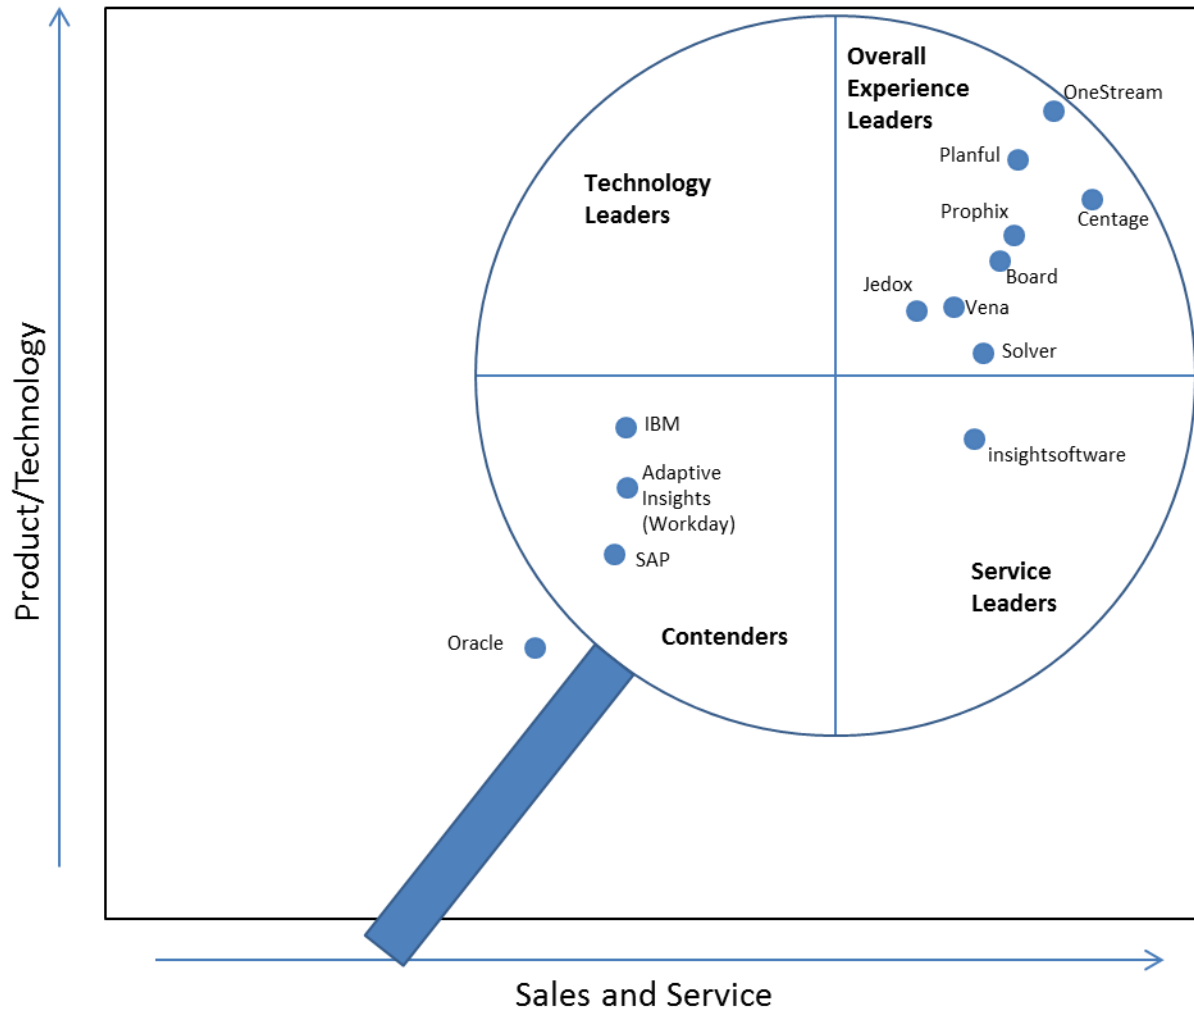 Overall
Experience
Leaders
OneStream
Planful
Technology
Leaders
Prophix
Centage
Board
Jedox
Vena
Solver
IBM
insightsoftware
Adaptive
Insights
(Workday)
SAP
Service
Leaders
Contenders
Oracle
Product/Technology
Sales and Service